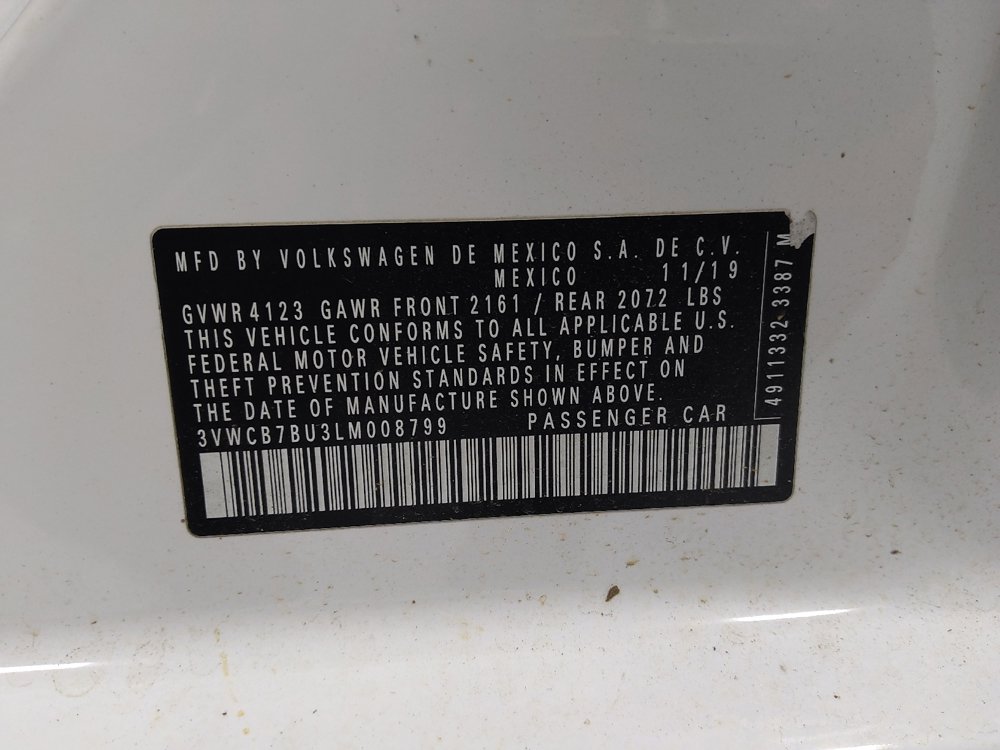 MFD BY VOLKSWAGEN DE MEXICO S.A. DE C.V.
MEXICO 11/19
GVWR 4123 GAWR FRONT 2161 / REAR 2072 LBS
THIS VEHICLE CONFORMS TO ALL APPLICABLE U.S.
FEDERAL MOTOR VEHICLE SAFETY, BUMPER AND
THEFT PREVENTION STANDARDS IN EFFECT ON
THE DATE OF MANUFACTURE SHOWN ABOVE.
3VWCB7BU3LM008799 PASSENGER CAR
4911332 3387 M